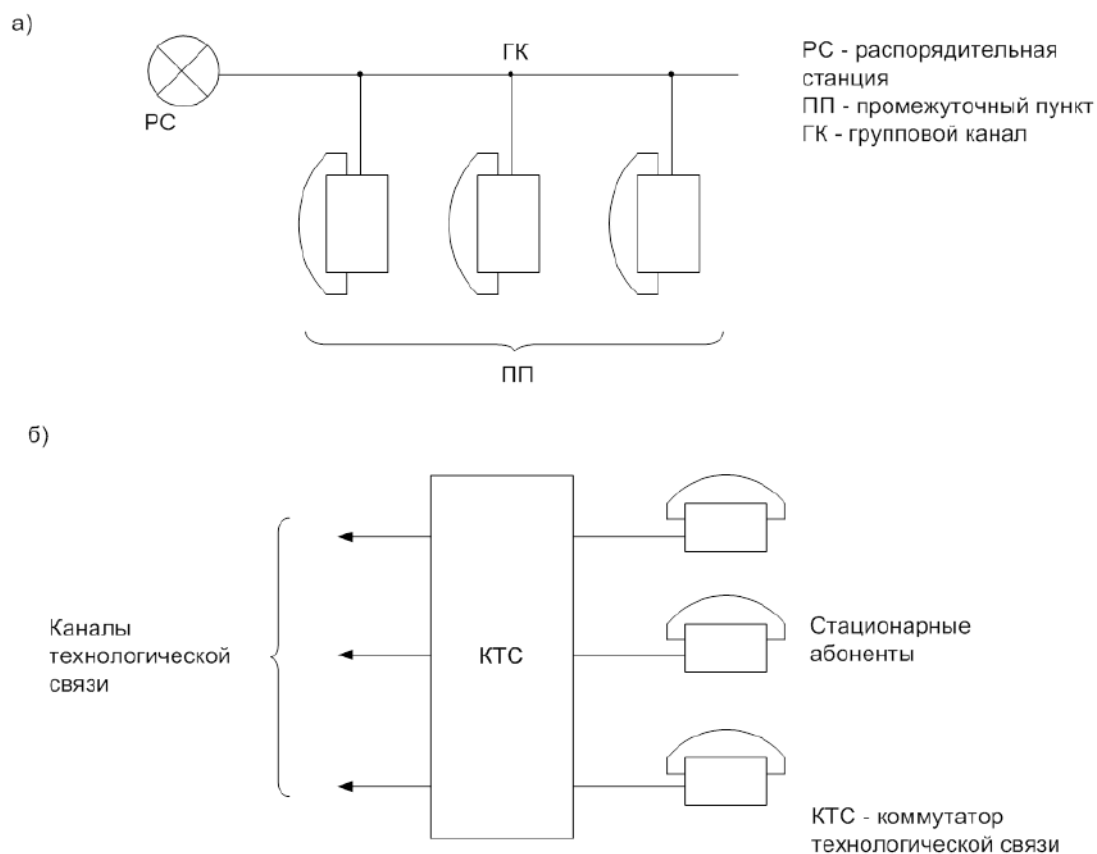 а)
ГК
РС
РС - распорядительная
станция
ПП - промежуточный пункт
ГК - групповой канал
ПП
б)
Каналы
технологической
связи
КТС
Стационарные
абоненты
КТС - коммутатор
технологической связи